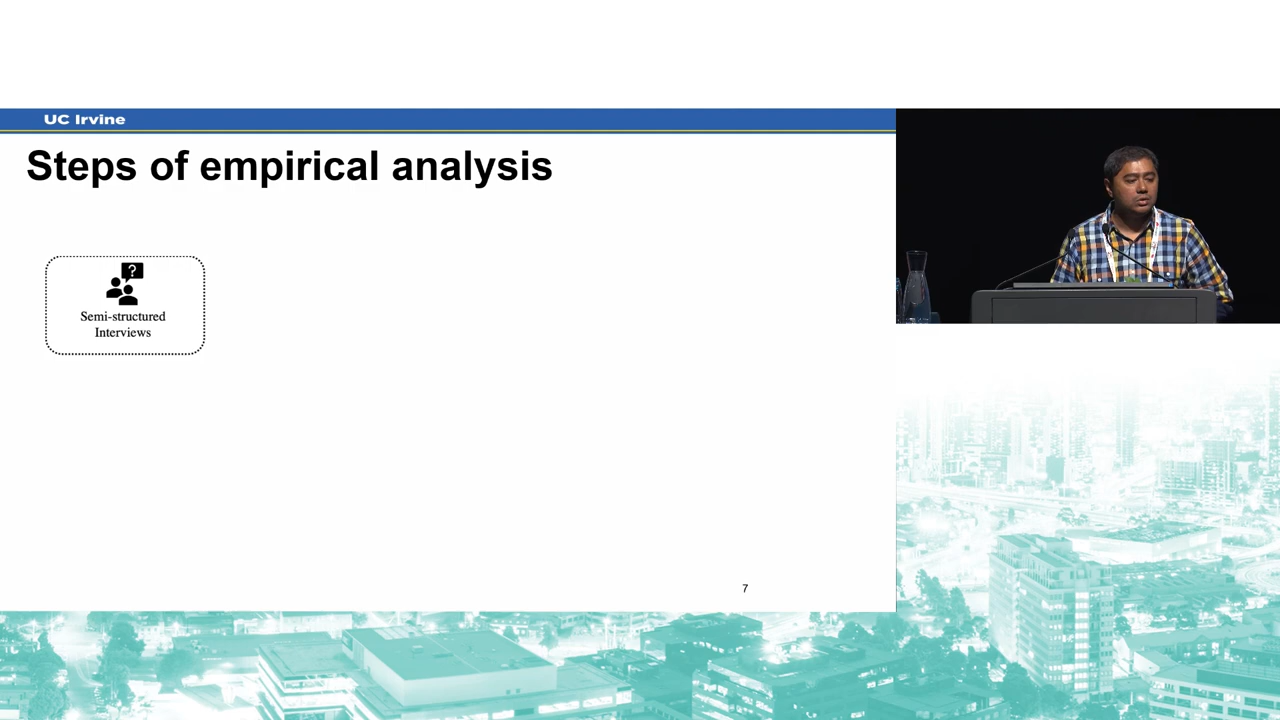 UC Irvine
Steps of empirical analysis
?
Semi-structured
Interviews
7